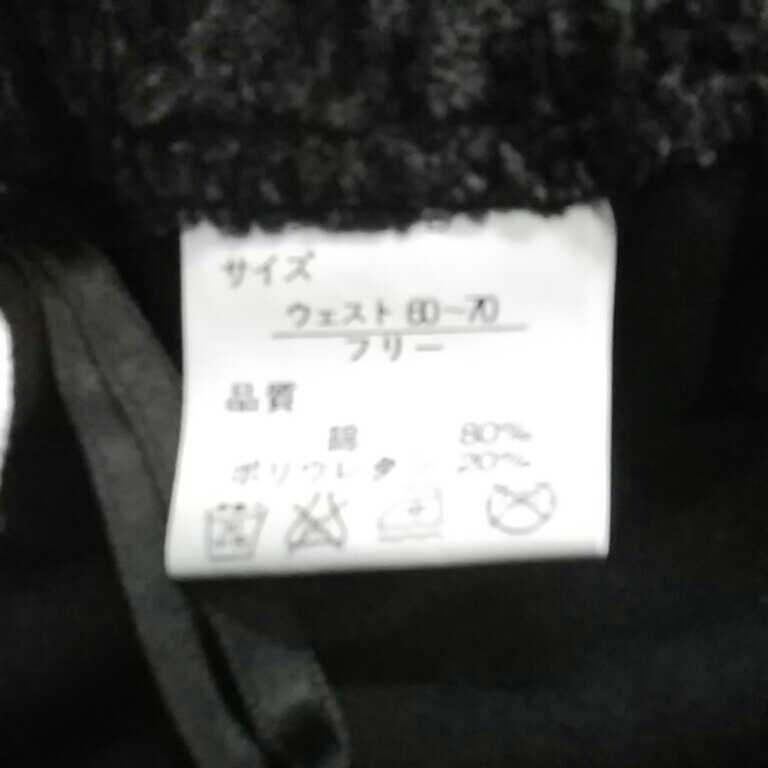 サイズ
ウェスト 60~70
フリー
品質
綿 80%
ポリウレタン 20%